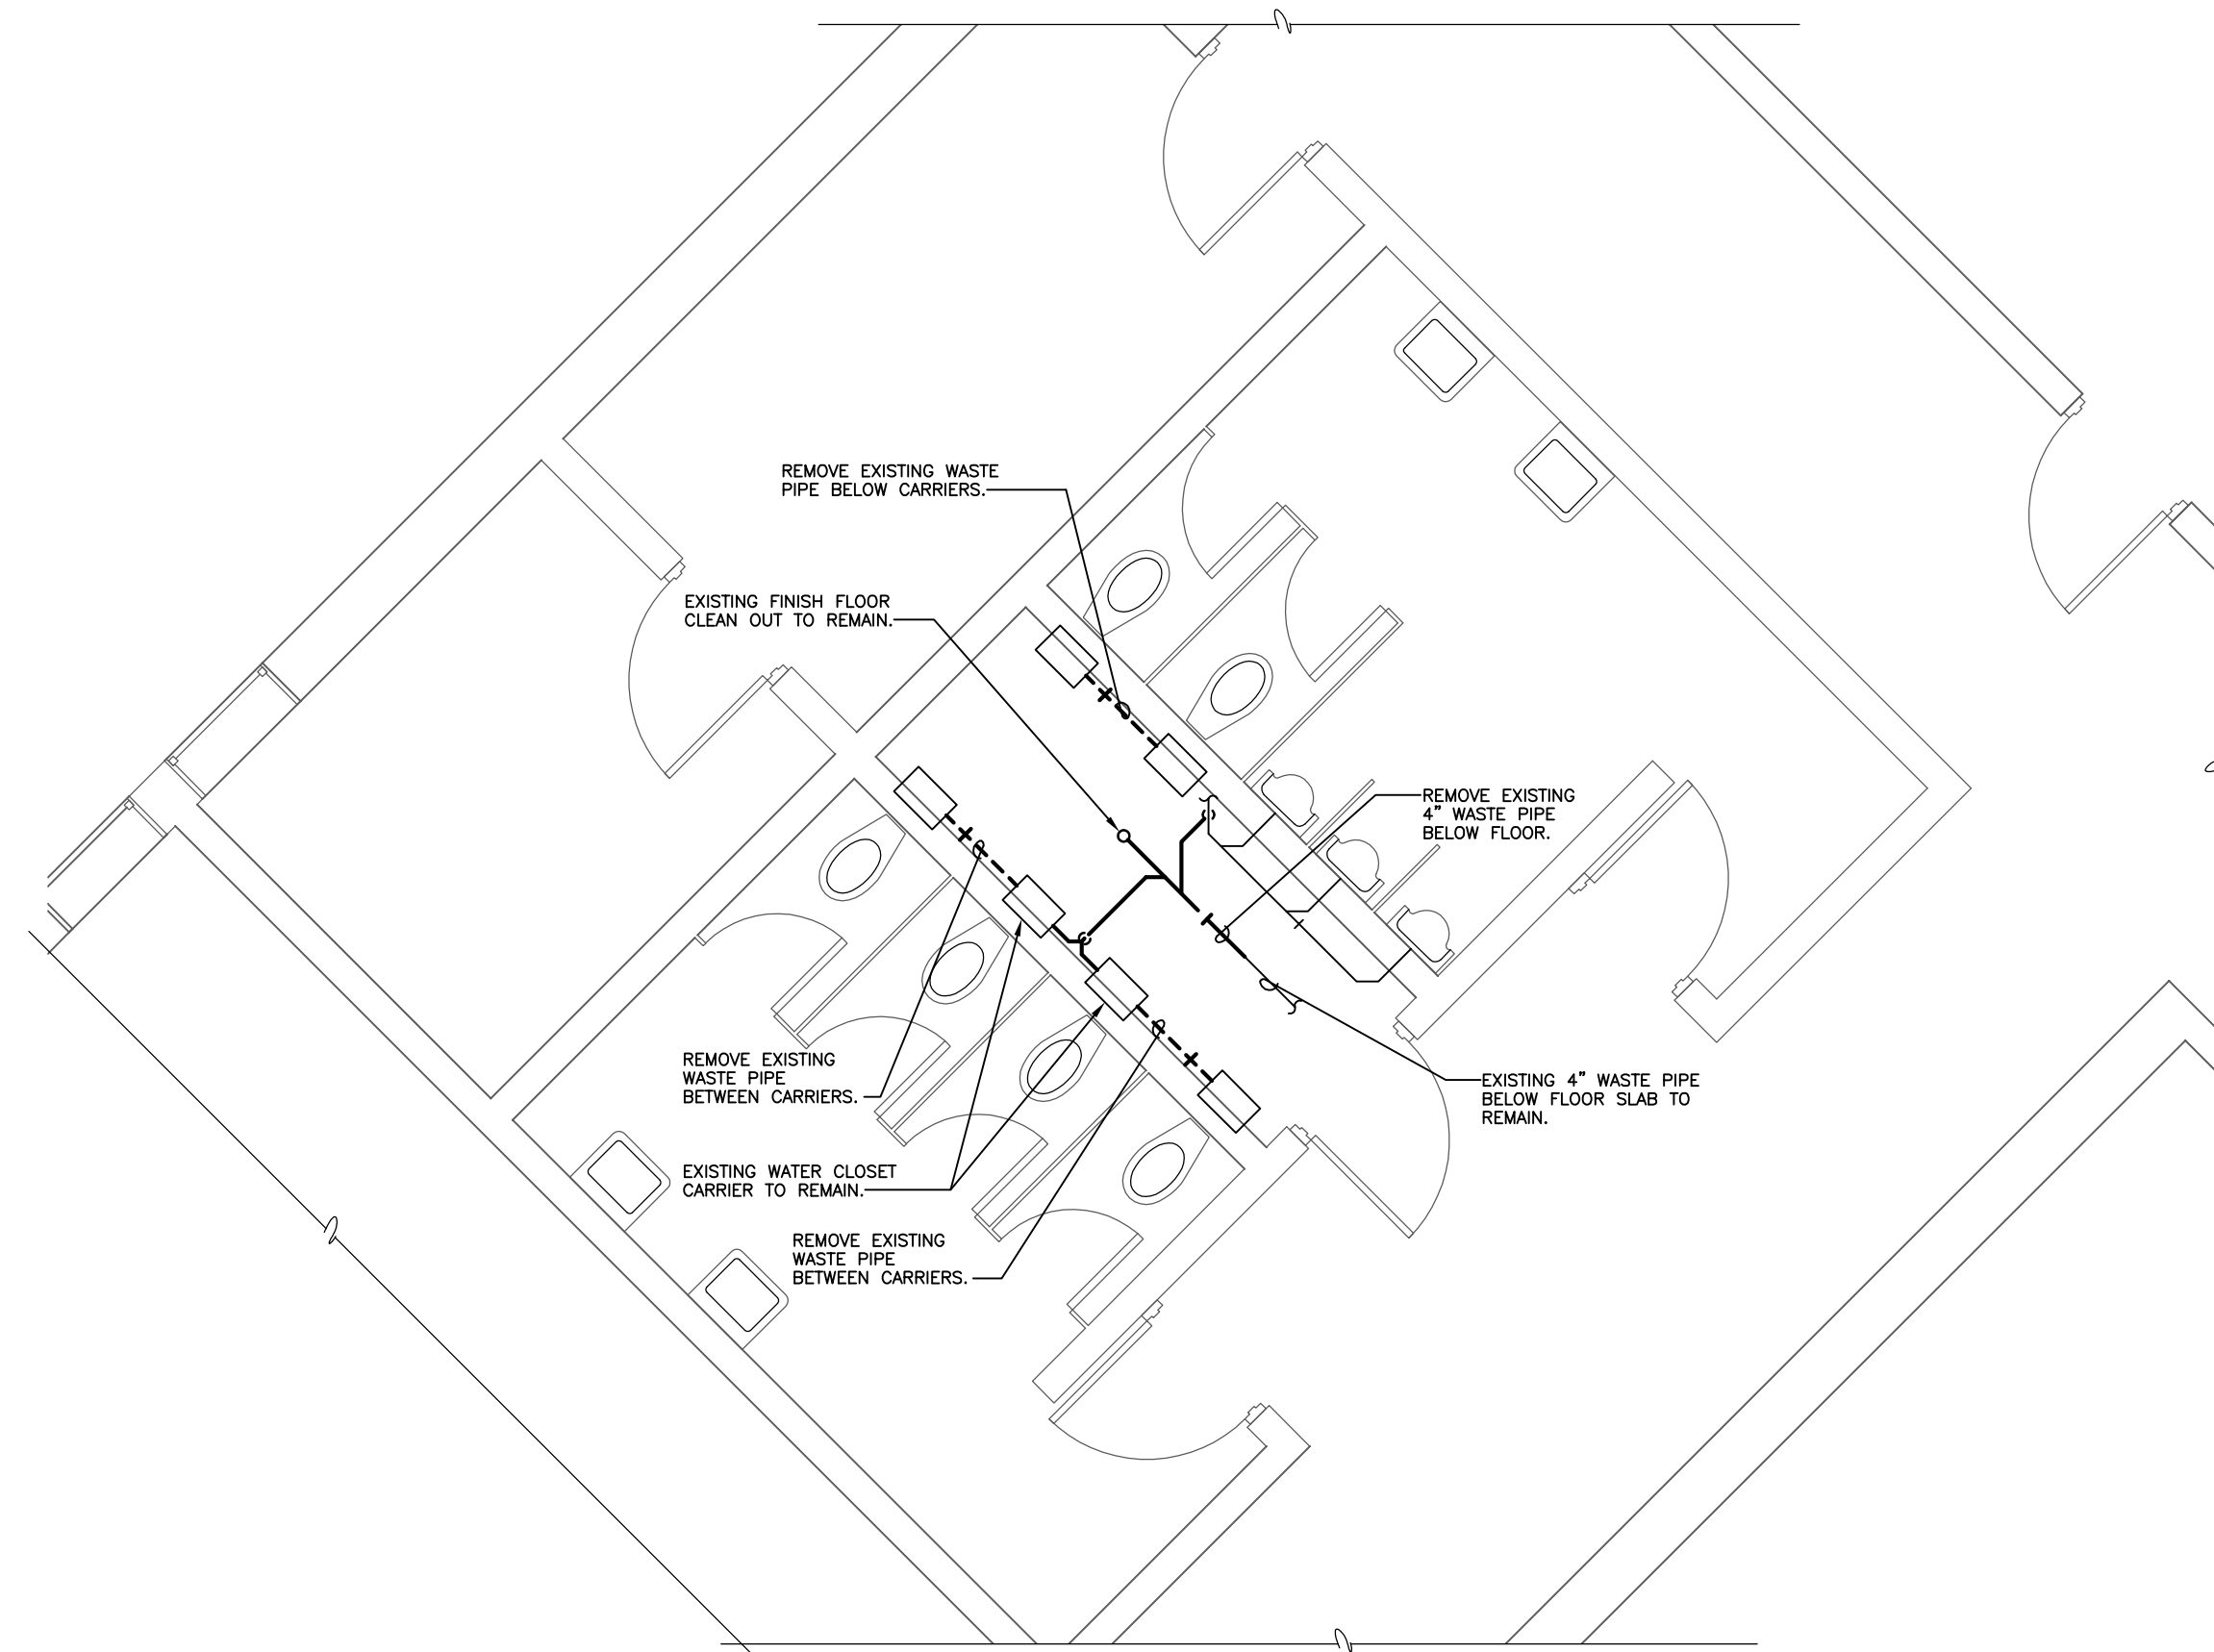 REMOVE EXISTING WASTE
PIPE BELOW CARRIERS.
EXISTING FINISH FLOOR
CLEAN OUT TO REMAIN.
REMOVE EXISTING
4" WASTE PIPE
BELOW FLOOR.
REMOVE EXISTING
WASTE PIPE
BETWEEN CARRIERS.
EXISTING 4" WASTE PIPE
BELOW FLOOR SLAB TO
REMAIN.
EXISTING WATER CLOSET
CARRIER TO REMAIN.
REMOVE EXISTING
WASTE PIPE
BETWEEN CARRIERS.